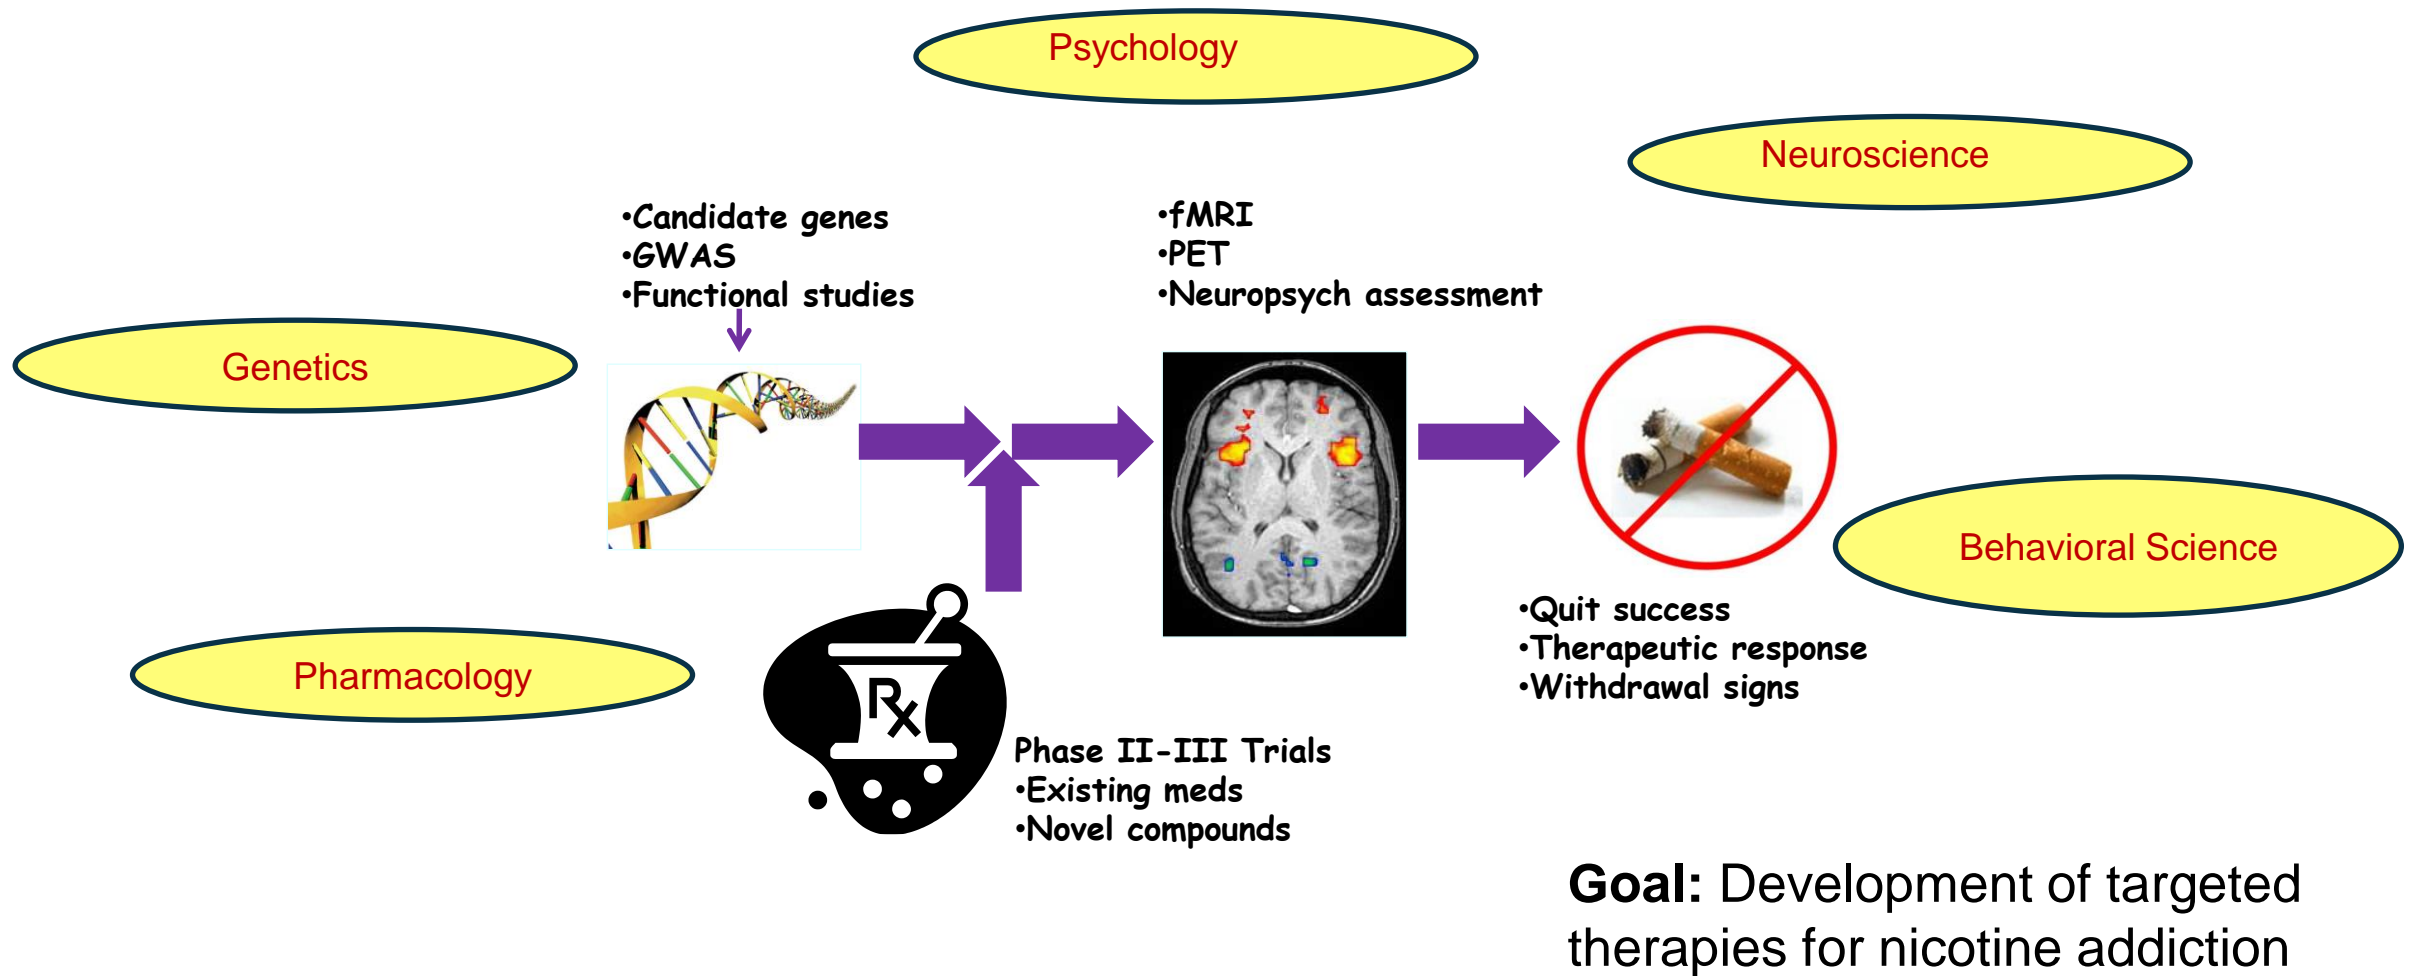 Psychology
Neuroscience
•Candidate genes
•GWAS
•Functional studies
•fMRI
•PET
•Neuropsych assessment
Genetics
Behavioral Science
•Quit success
•Therapeutic response
•Withdrawal signs
Pharmacology
Rx
Phase II-III Trials
•Existing meds
•Novel compounds
Goal: Development of targeted
therapies for nicotine addiction